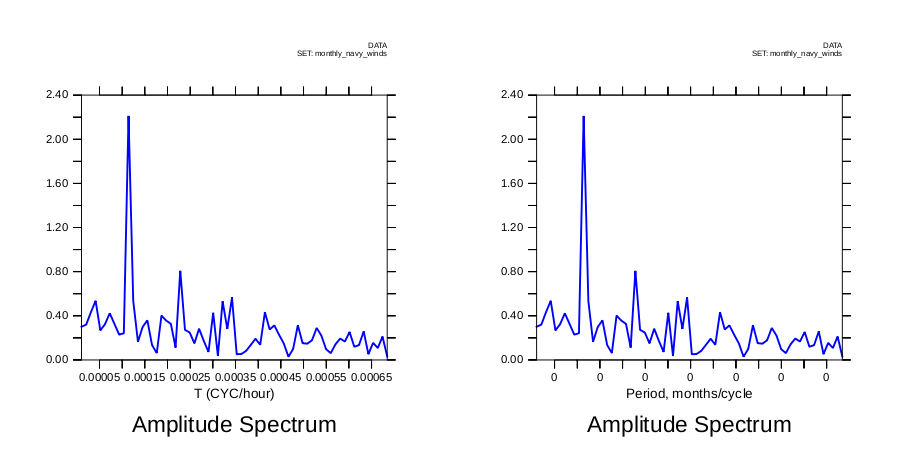 DATA
SET: monthly_navy_winds
2.40
2.00
1.60
1.20
0.80
0.40
0.00
0.00005 0.00015 0.00025 0.00035 0.00045 0.00055 0.00065
T (CYC/hour)
Amplitude Spectrum
DATA
SET: monthly_navy_winds
2.40
2.00
1.60
1.20
0.80
0.40
0.00
0 0 0 0 0 0 0
Period, months/cycle
Amplitude Spectrum